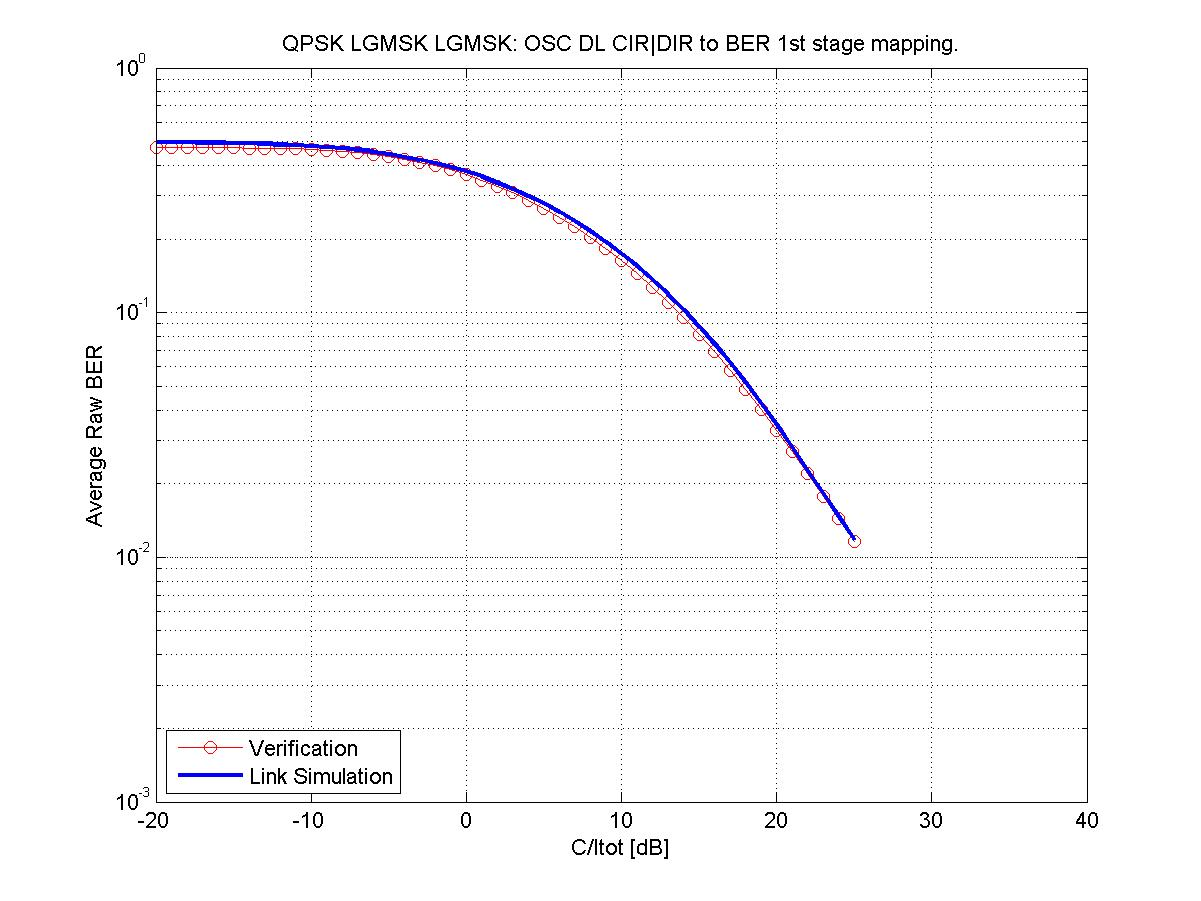 QPSK LGMSK LGMSK: OSC DL CIR|DIR to BER 1st stage mapping.
10^0
10^-1
10^-2
10^-3
Average Raw BER
Verification
Link Simulation
-20 -10 0 10 20 30 40
C/Itot [dB]